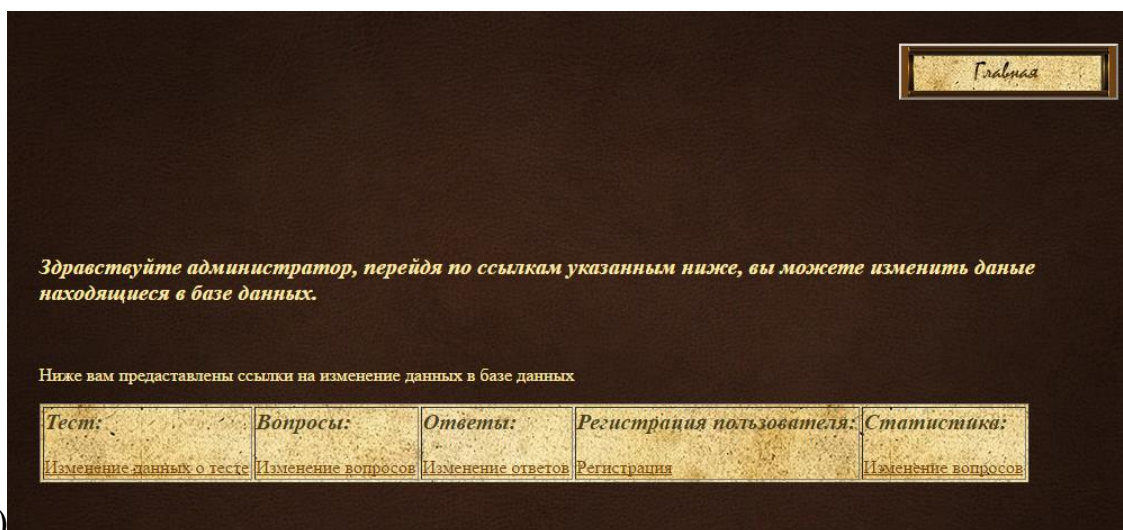 Главная
Здравствуйте администратор, перейдя по ссылкам указанным ниже, вы можете изменить даные
находящиеся в базе данных.
Ниже вам предаставлены ссылки на изменение данных в базе данных
Тест: Вопросы: Ответы: Регистрация пользователя: Статистика:
Изменение данных о тесте Изменение вопросов Изменение ответов Регистрация Изменение вопросов
)